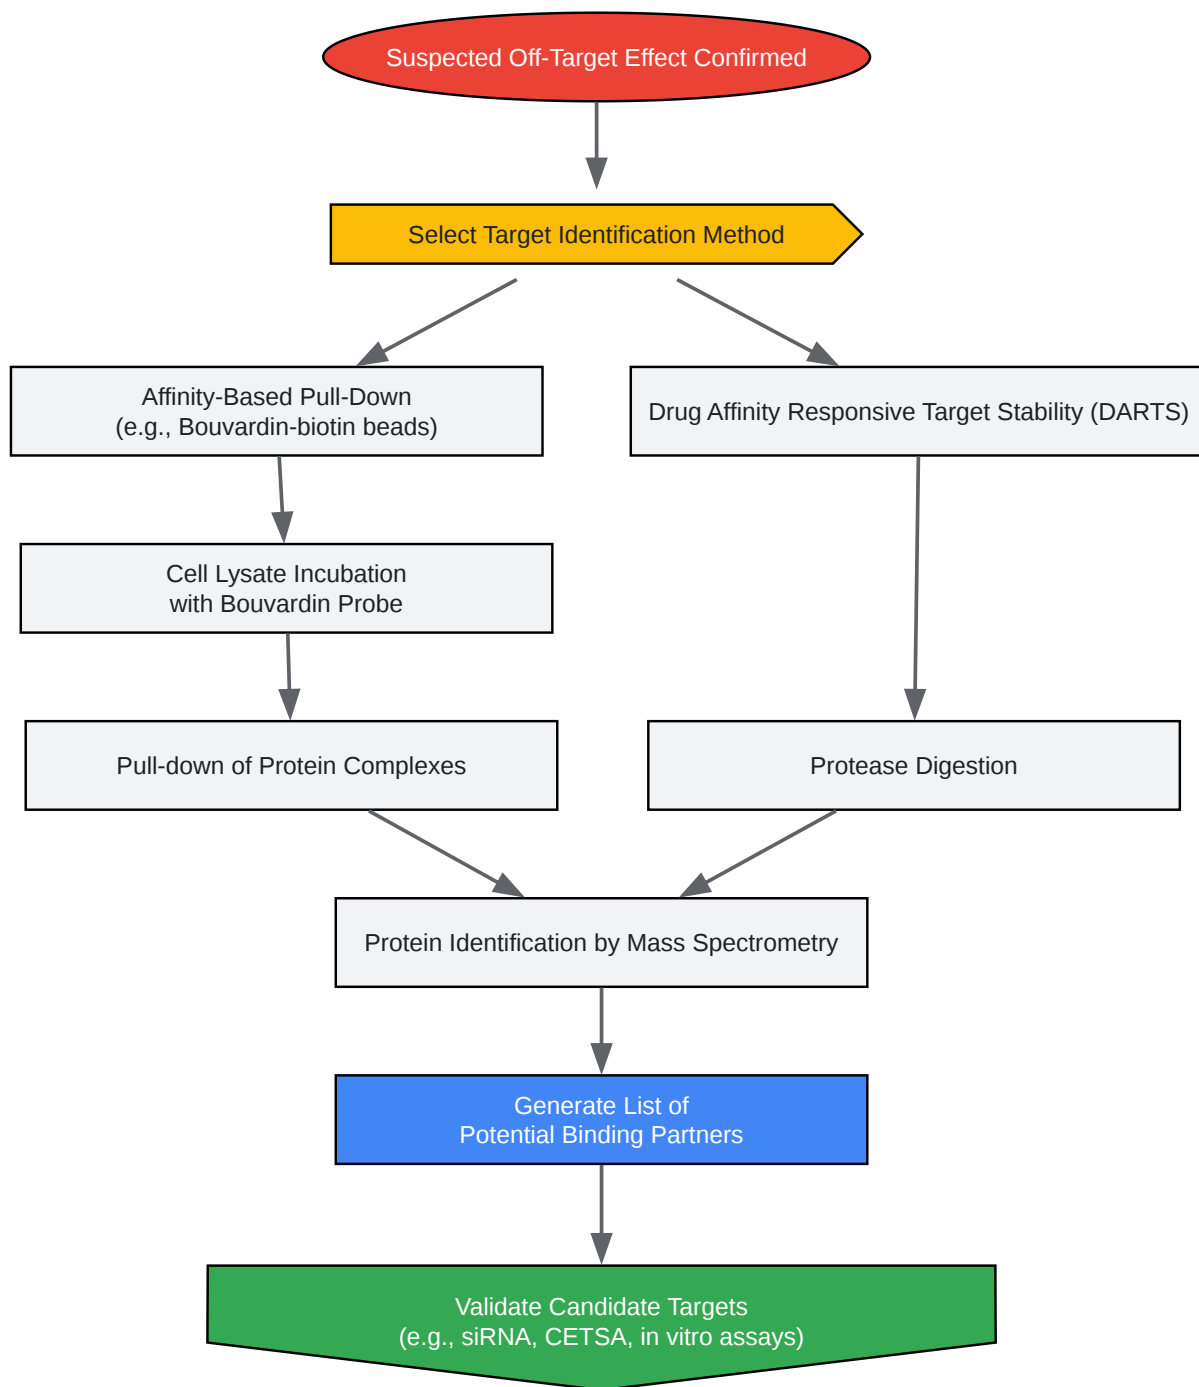 Suspected Off-Target Effect Confirmed
Select Target Identification Method
Affinity-Based Pull-Down
(e.g., Bouvardin-biotin beads)
Drug Affinity Responsive Target Stability (DARTS)
Cell Lysate Incubation
with Bouvardin Probe
Pull-down of Protein Complexes
Protease Digestion
Protein Identification by Mass Spectrometry
Generate List of
Potential Binding Partners
Validate Candidate Targets
(e.g., siRNA, CETSA, in vitro assays)